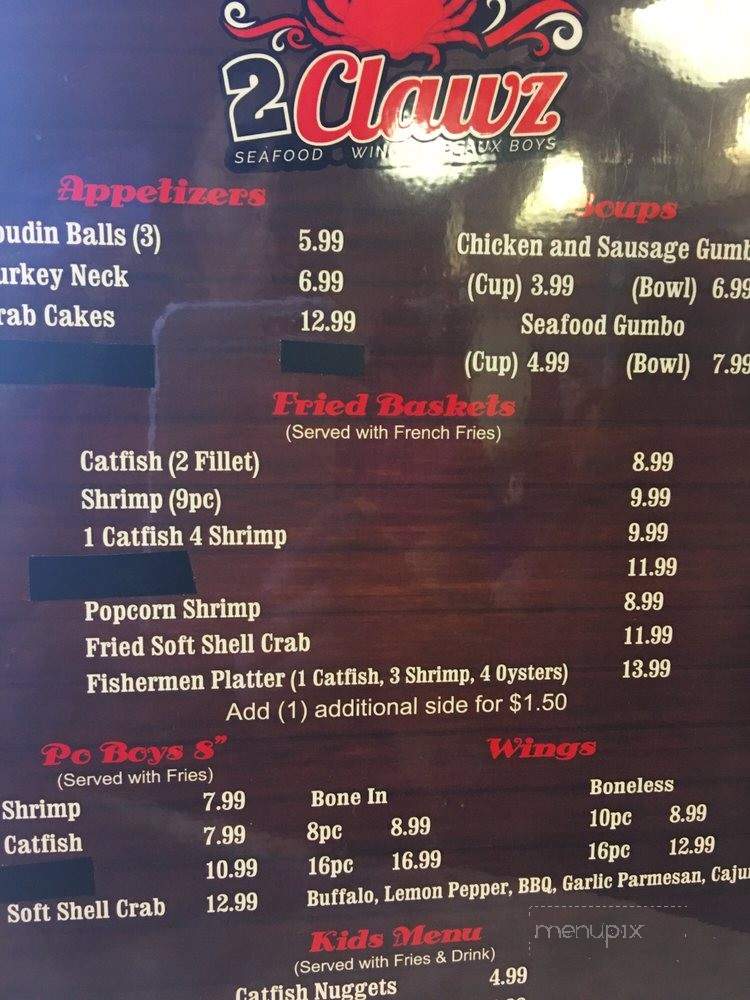 2 Clawz
SEAFOOD
Appetizers
oudin Balls (3) 5.99
urkey Neck 6.99
rab Cakes 12.99
oups
Chicken and Sausage Gumb
(Cup) 3.99 (Bowl) 6.99
Seafood Gumbo
(Cup) 4.99 (Bowl) 7.99
Fried Baskets
(Served with French Fries)
Catfish (2 Fillet) 8.99
Shrimp (9pc) 9.99
1 Catfish 4 Shrimp 9.99
11.99
Popcorn Shrimp 8.99
Fried Soft Shell Crab 11.99
Fishermen Platter (1 Catfish, 3 Shrimp, 4 Oysters) 13.99
Add (1) additional side for $1.50
Po Boys 8"
(Served with Fries)
Shrimp 7.99
Catfish 7.99
10.99
Soft Shell Crab 12.99
Wings
Bone In
8pc 8.99
16pc 16.99
Boneless
10pc 8.99
16pc 12.99
Buffalo, Lemon Pepper, BBQ, Garlic Parmesan, Caju
Kids Menu
(Served with Fries & Drink)
Catfish Nuggets 4.99
menupix